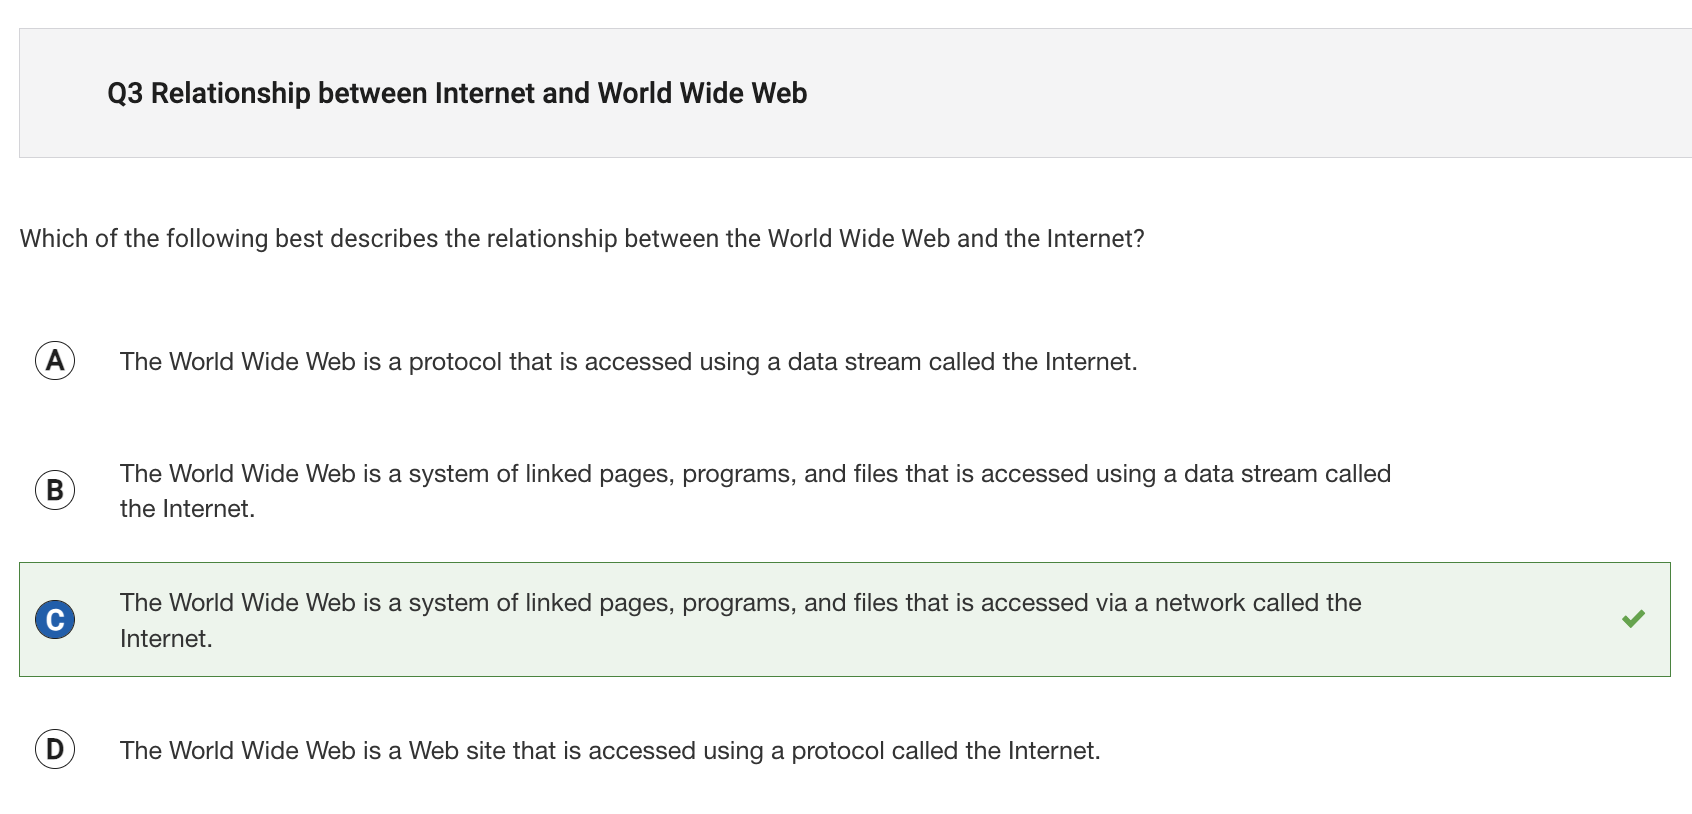 Q3 Relationship between Internet and World Wide Web
Which of the following best describes the relationship between the World Wide Web and the Internet?
A The World Wide Web is a protocol that is accessed using a data stream called the Internet.
B The World Wide Web is a system of linked pages, programs, and files that is accessed using a data stream called
the Internet.
C The World Wide Web is a system of linked pages, programs, and files that is accessed via a network called the
Internet.
D The World Wide Web is a Web site that is accessed using a protocol called the Internet.